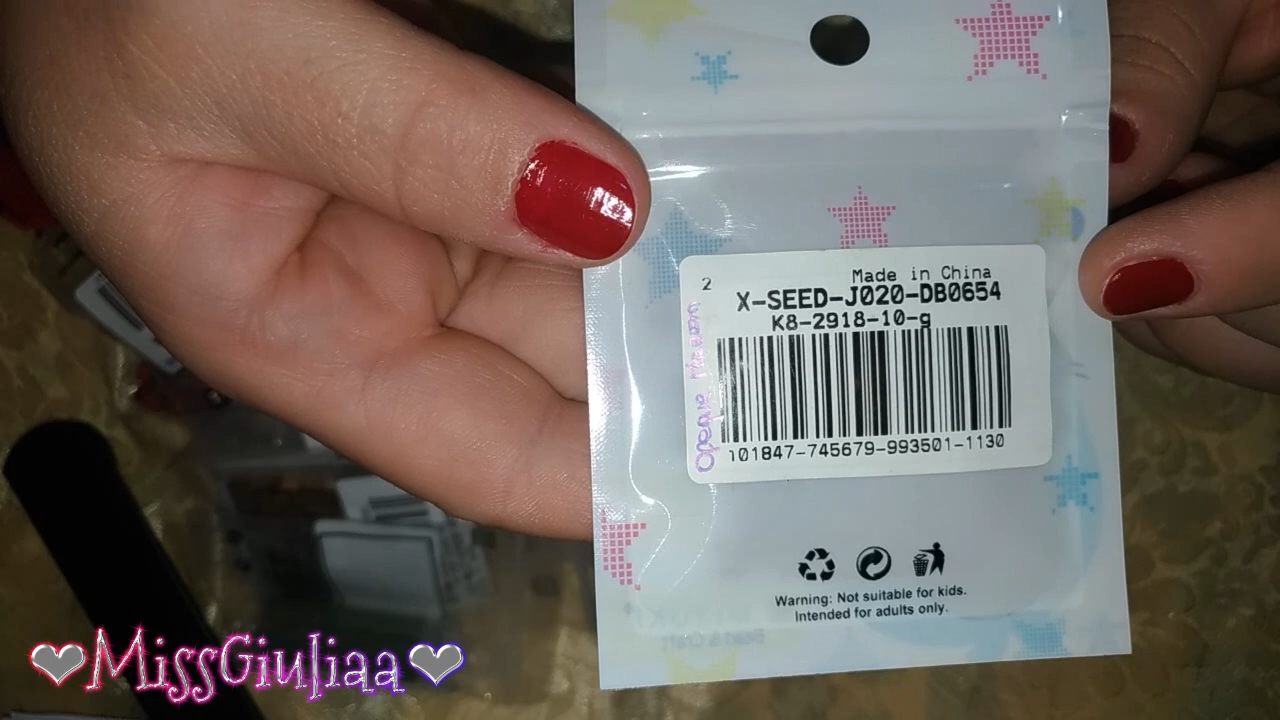 Made in China
2
X-SEED-J020-DB0654
K8-2918-10-g
101847-745679-993501-1130
Opaque
Warning: Not suitable for kids.
Intended for adults only.
❤MissGiuliaa❤